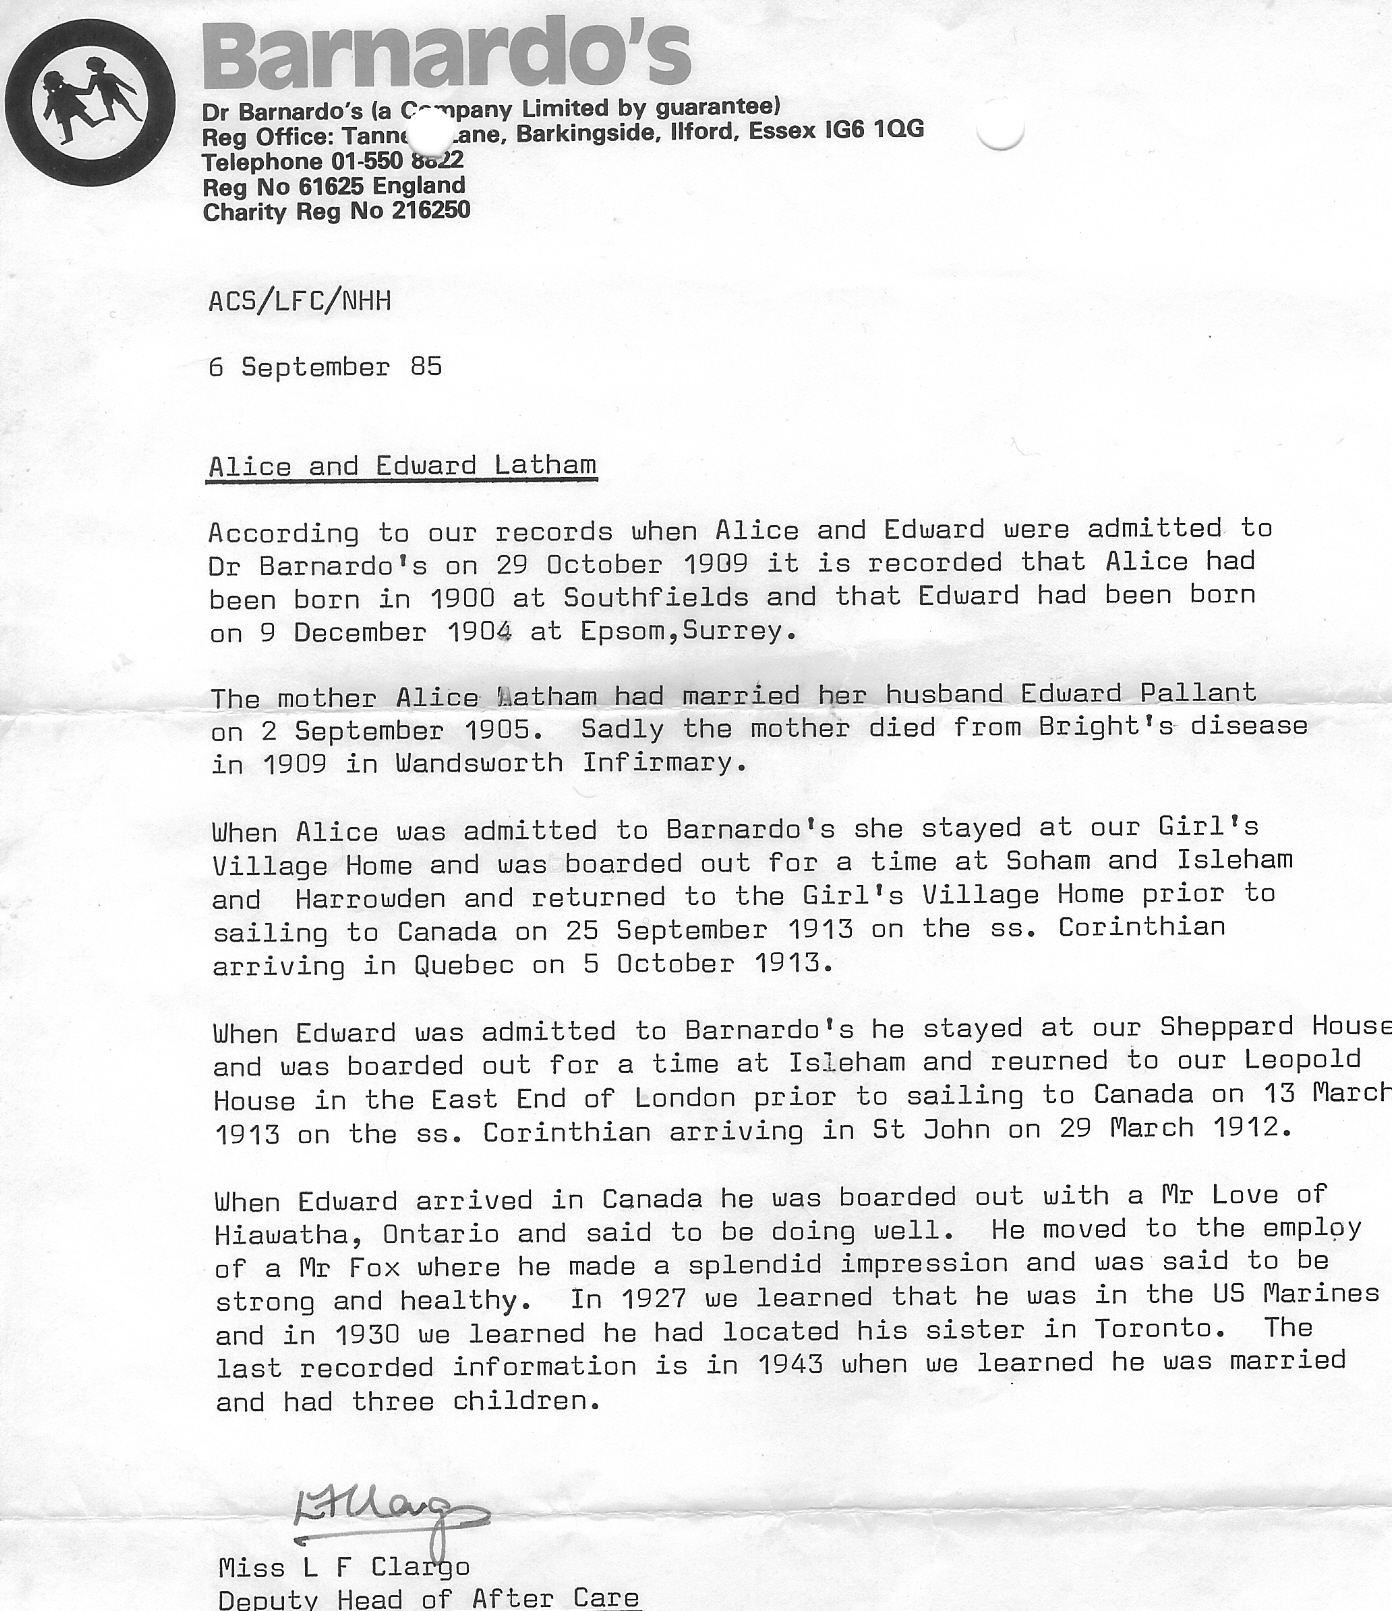 Barnardo's
Dr Barnardo's (a Company Limited by guarantee)
Reg Office: Tanne Lane, Barkingside, Ilford, Essex IG6 1QG
Telephone 01-550 8822
Reg No 61625 England
Charity Reg No 216250
ACS/LFC/NHH
6 September 85
Alice and Edward Latham
According to our records when Alice and Edward were admitted to
Dr Barnardo's on 29 October 1909 it is recorded that Alice had
been born in 1900 at Southfields and that Edward had been born
on 9 December 1904 at Epsom,Surrey.
The mother Alice Latham had married her husband Edward Pallant
on 2 September 1905.  Sadly the mother died from Bright's disease
in 1909 in Wandsworth Infirmary.
When Alice was admitted to Barnardo's she stayed at our Girl's
Village Home and was boarded out for a time at Soham and Isleham
and  Harrowden and returned to the Girl's Village Home prior to
sailing to Canada on 25 September 1913 on the ss. Corinthian
arriving in Quebec on 5 October 1913.
When Edward was admitted to Barnardo's he stayed at our Sheppard House
and was boarded out for a time at Isleham and reurned to our Leopold
House in the East End of London prior to sailing to Canada on 13 March
1913 on the ss. Corinthian arriving in St John on 29 March 1912.
When Edward arrived in Canada he was boarded out with a Mr Love of
Hiawatha, Ontario and said to be doing well.  He moved to the employ
of a Mr Fox where he made a splendid impression and was said to be
strong and healthy.  In 1927 we learned that he was in the US Marines
and in 1930 we learned he had located his sister in Toronto.  The
last recorded information is in 1943 when we learned he was married
and had three children.
LFClargo
Miss L F Clargo
Deputy Head of After Care